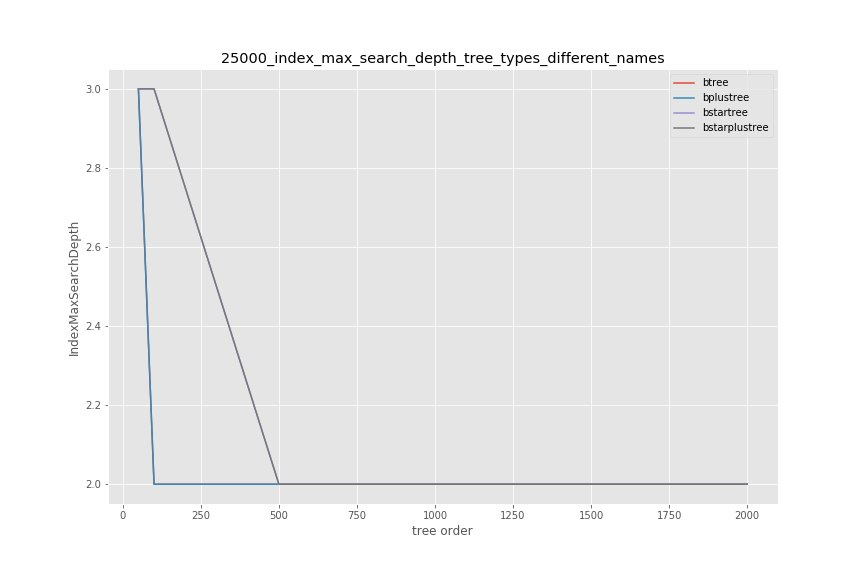 25000_index_max_search_depth_tree_types_different_names
btree
bplustree
bstartree
bstarplustree
3.0
2.8
2.6
2.4
2.2
2.0
IndexMaxSearchDepth
0 250 500 750 1000 1250 1500 1750 2000
tree order